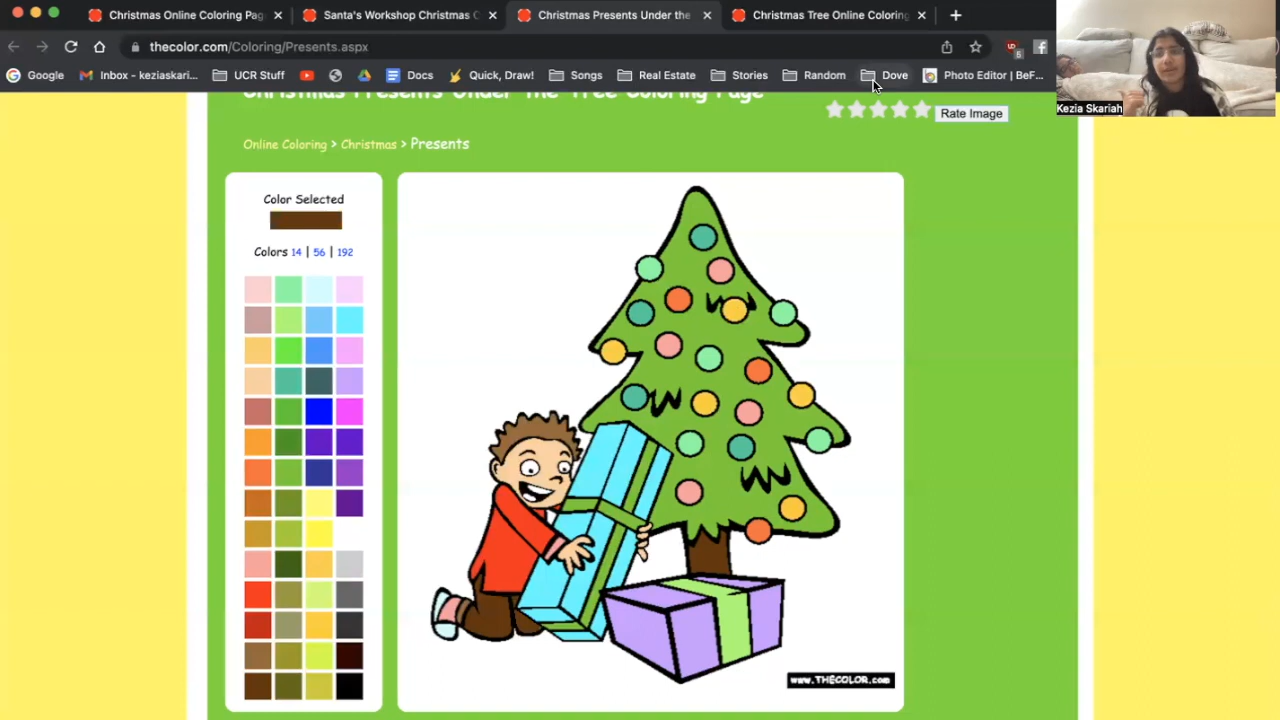 Christmas Online Coloring Pag
Santa's Workshop Christmas C
Christmas Presents Under the
Christmas Tree Online Coloring
thecolor.com/Coloring/Presents.aspx
Google
Inbox - keziaskari...
UCR Stuff
Docs
Quick, Draw!
Songs
Real Estate
Stories
Random
Dove
Photo Editor | BeF...
Kezia Skariah
Christmas Presents Under the Tree Coloring Page
Rate Image
Online Coloring > Christmas > Presents
Color Selected
Colors 14 | 56 | 192
www.THECOLOR.com